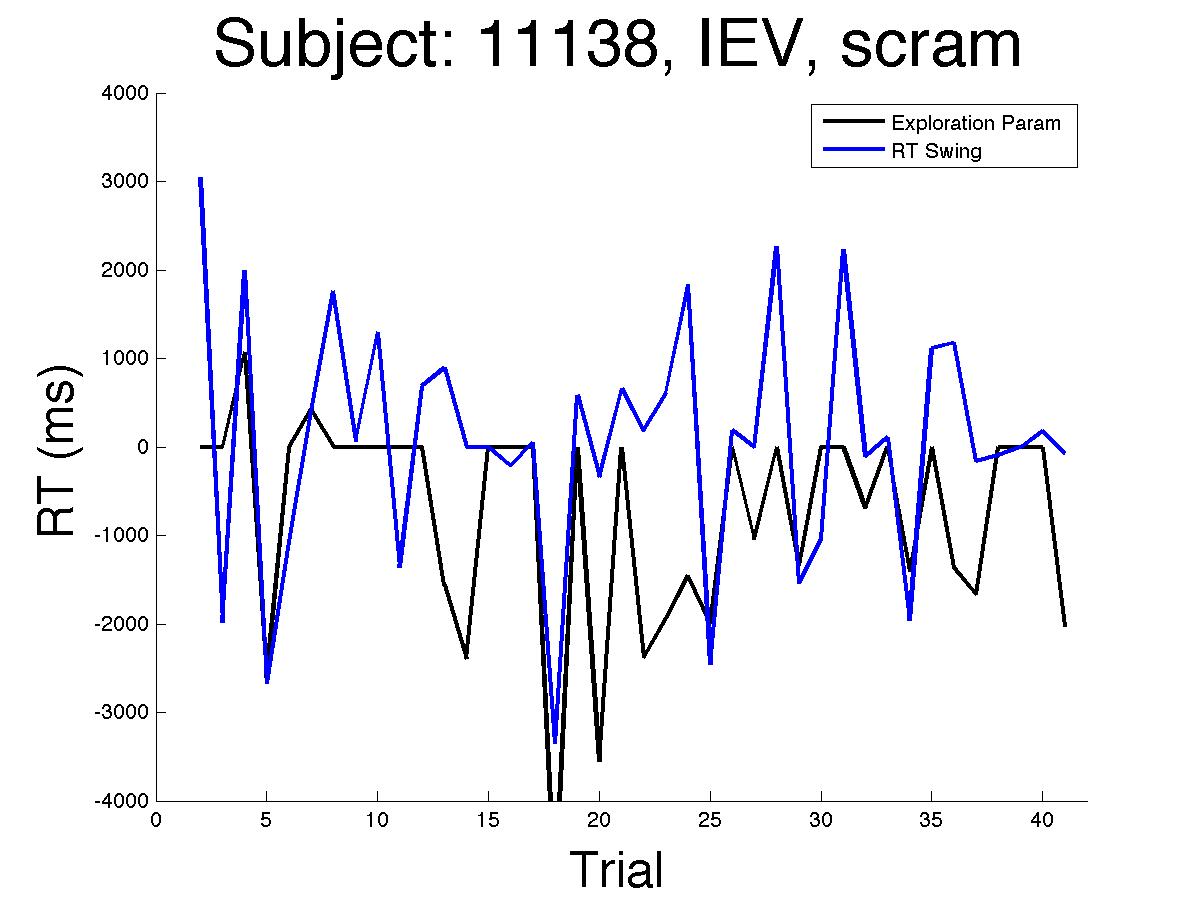 Subject: 11138, IEV, scram
4000
3000
2000
1000
0
-1000
-2000
-3000
-4000
RT (ms)
Exploration Param
RT Swing
0 5 10 15 20 25 30 35 40
Trial